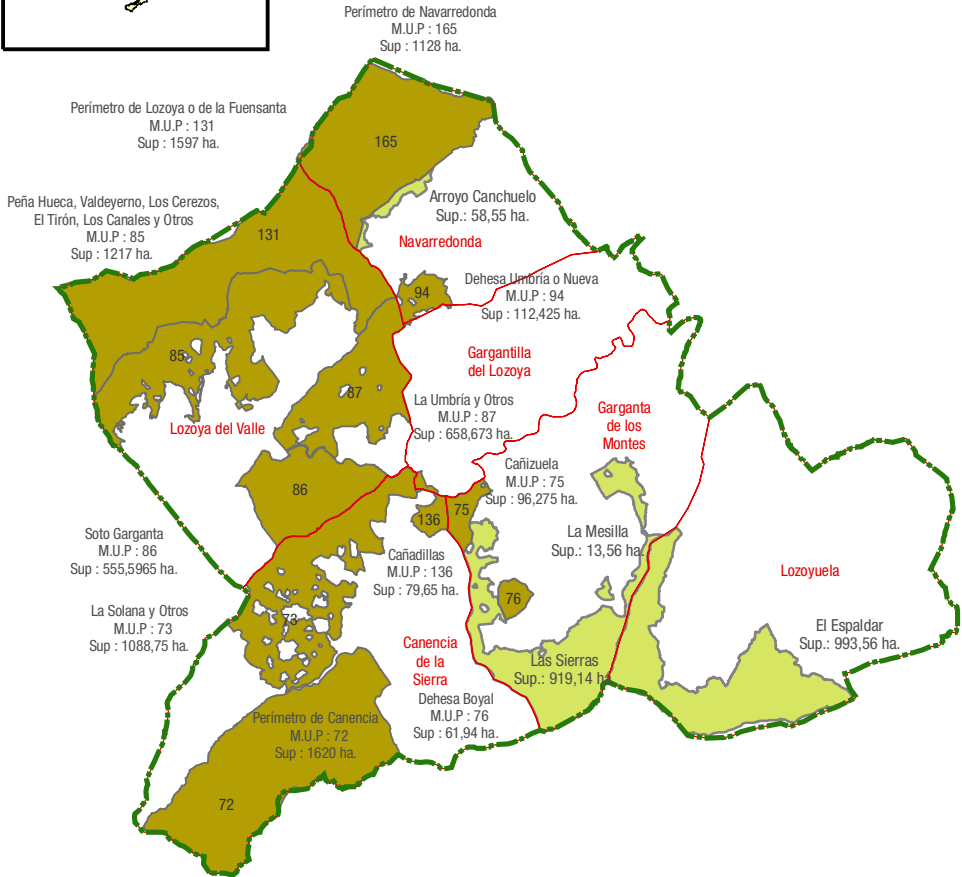 Perímetro de Navarredonda
M.U.P : 165
Sup : 1128 ha.
Perímetro de Lozoya o de la Fuensanta
M.U.P : 131
Sup : 1597 ha.
165
Peña Hueca, Valdeyerno, Los Cerezos,
El Tirón, Los Canales y Otros
M.U.P : 85
Sup : 1217 ha.
131
Arroyo Canchuelo
Sup.: 58,55 ha.
Navarredonda
94
Dehesa Umbría o Nueva
M.U.P : 94
Sup : 112,425 ha.
85
Gargantilla
del Lozoya
87
La Umbría y Otros
M.U.P : 87
Sup : 658,673 ha.
Garganta
de los
Montes
Lozoya del Valle
86
Cañizuela
M.U.P : 75
Sup : 96,275 ha.
75
136
Soto Garganta
M.U.P : 86
Sup : 555,5965 ha.
Cañadillas
M.U.P : 136
Sup : 79,65 ha.
La Mesilla
Sup.: 13,56 ha.
Lozoyuela
76
La Solana y Otros
M.U.P : 73
Sup : 1088,75 ha.
73
Canencia
de la
Sierra
Las Sierras
Sup.: 919,14 h
El Espaldar
Sup.: 993,56 ha.
Dehesa Boyal
M.U.P : 76
Sup : 61,94 ha.
Perímetro de Canencia
M.U.P : 72
Sup : 1620 ha.
72